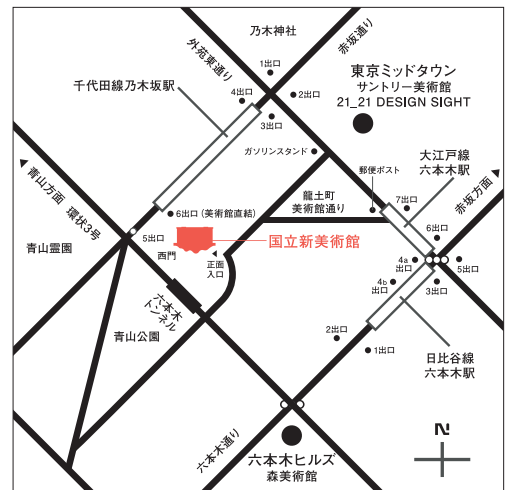 乃木神社
外苑東通り
赤坂通り
1出口
千代田線乃木坂駅
4出口
2出口
3出口
東京ミッドタウン
サントリー美術館
21_21 DESIGN SIGHT
ガソリンスタンド
郵便ポスト
大江戸線
六本木駅
青山方面 環状3号
赤坂方面
龍土町
美術館通り
7出口
6出口(美術館直結)
5出口
国立新美術館
6出口
青山霊園
西門
正面
入口
4a
出口
5出口
4b
出口
3出口
六本木
トンネル
青山公園
2出口
1出口
日比谷線
六本木駅
六本木通り
六本木ヒルズ
森美術館
N